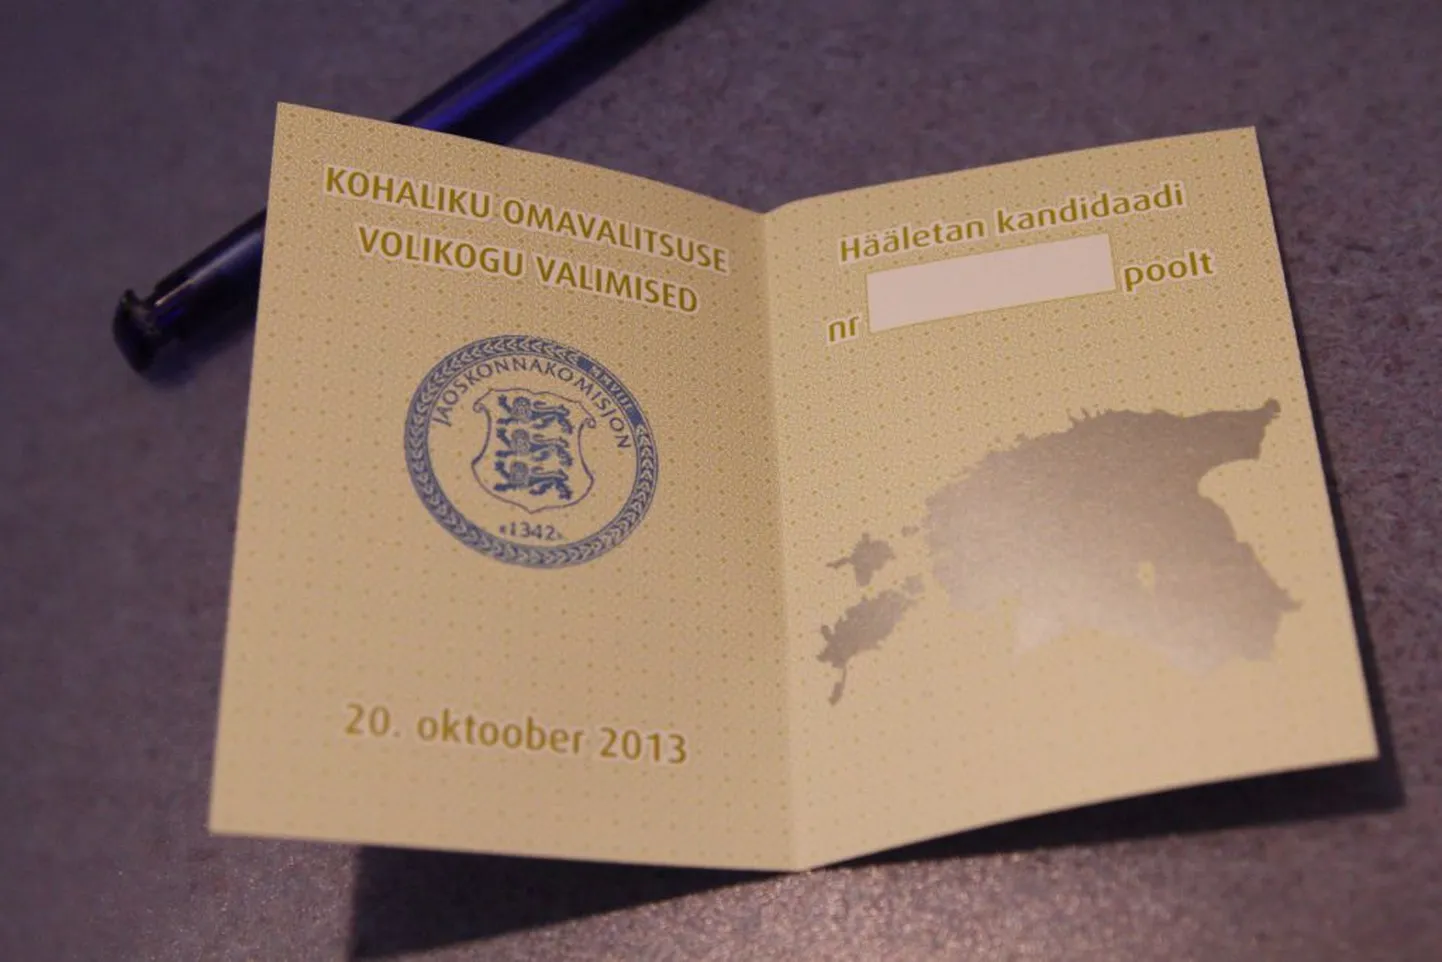 KOHALIKU OMAVALITSUSE
VOLIKOGU VALIMISED
JAOSKONNAKOMISJON
1342
20. oktoober 2013
Hääletan kandidaadi
nr
poolt